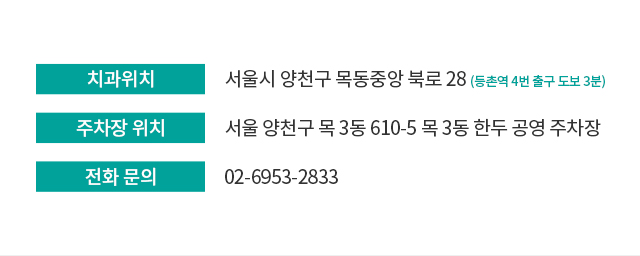 치과위치 서울시 양천구 목동중앙 북로 28 (등촌역 4번 출구 도보 3분)
주차장 위치 서울 양천구 목 3동 610-5 목 3동 한두 공영 주차장
전화 문의 02-6953-2833